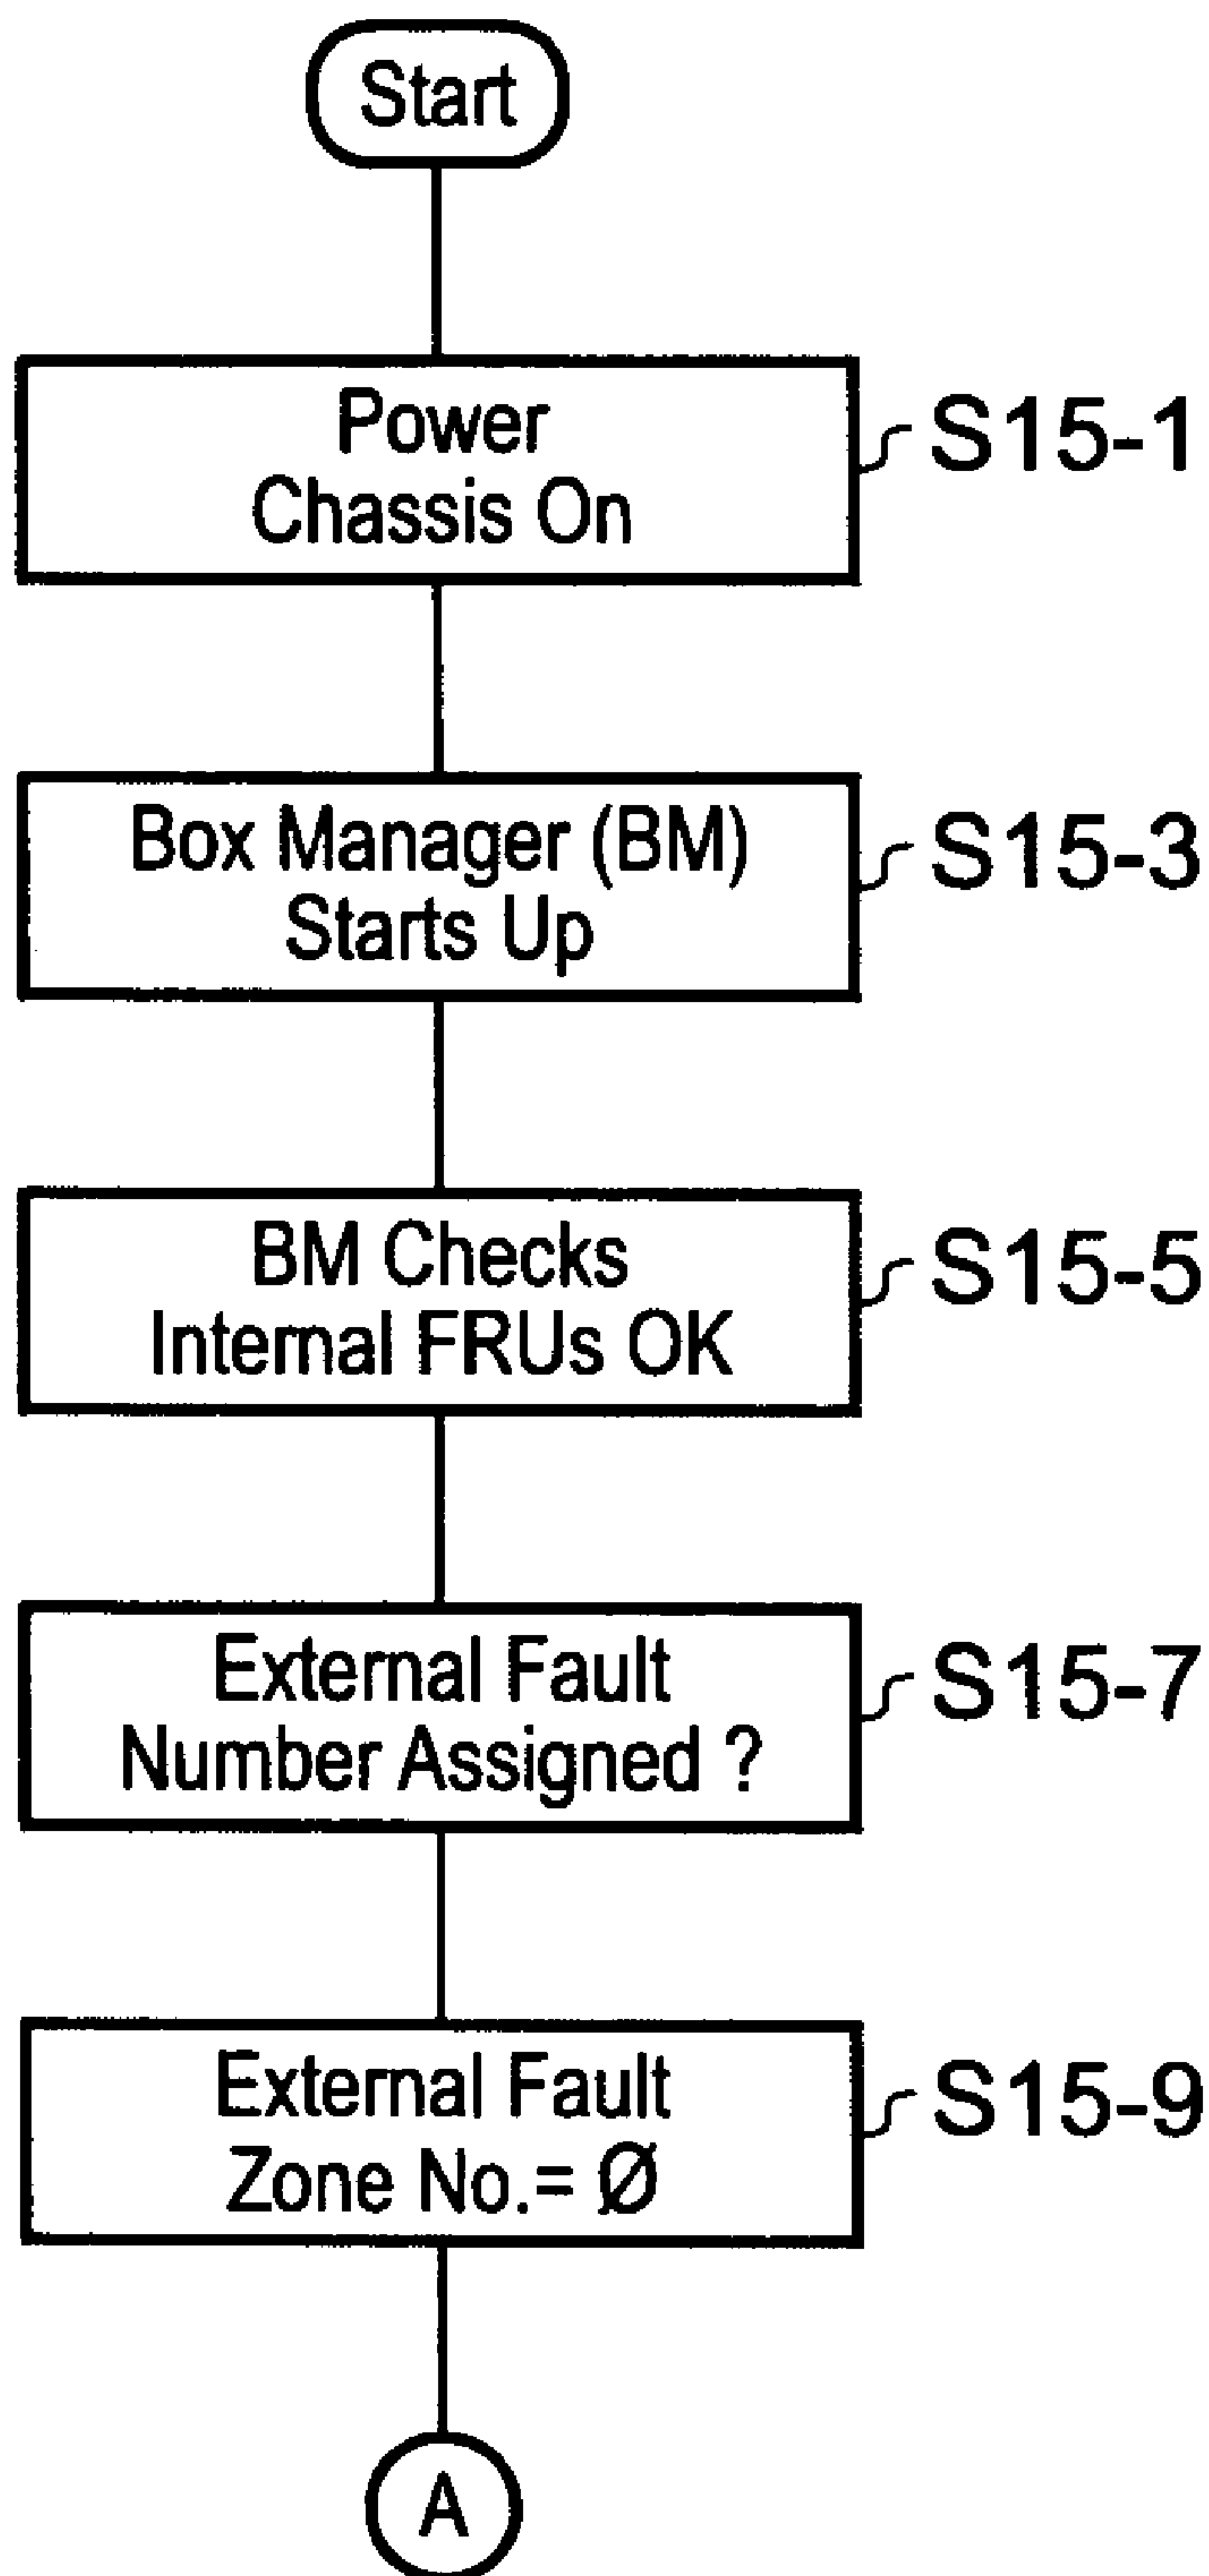 Start
Power
Chassis On
S15-1
Box Manager (BM)
Starts Up
S15-3
BM Checks
Internal FRUs OK
S15-5
External Fault
Number Assigned ?
S15-7
External Fault
Zone No.= Ø
S15-9
A